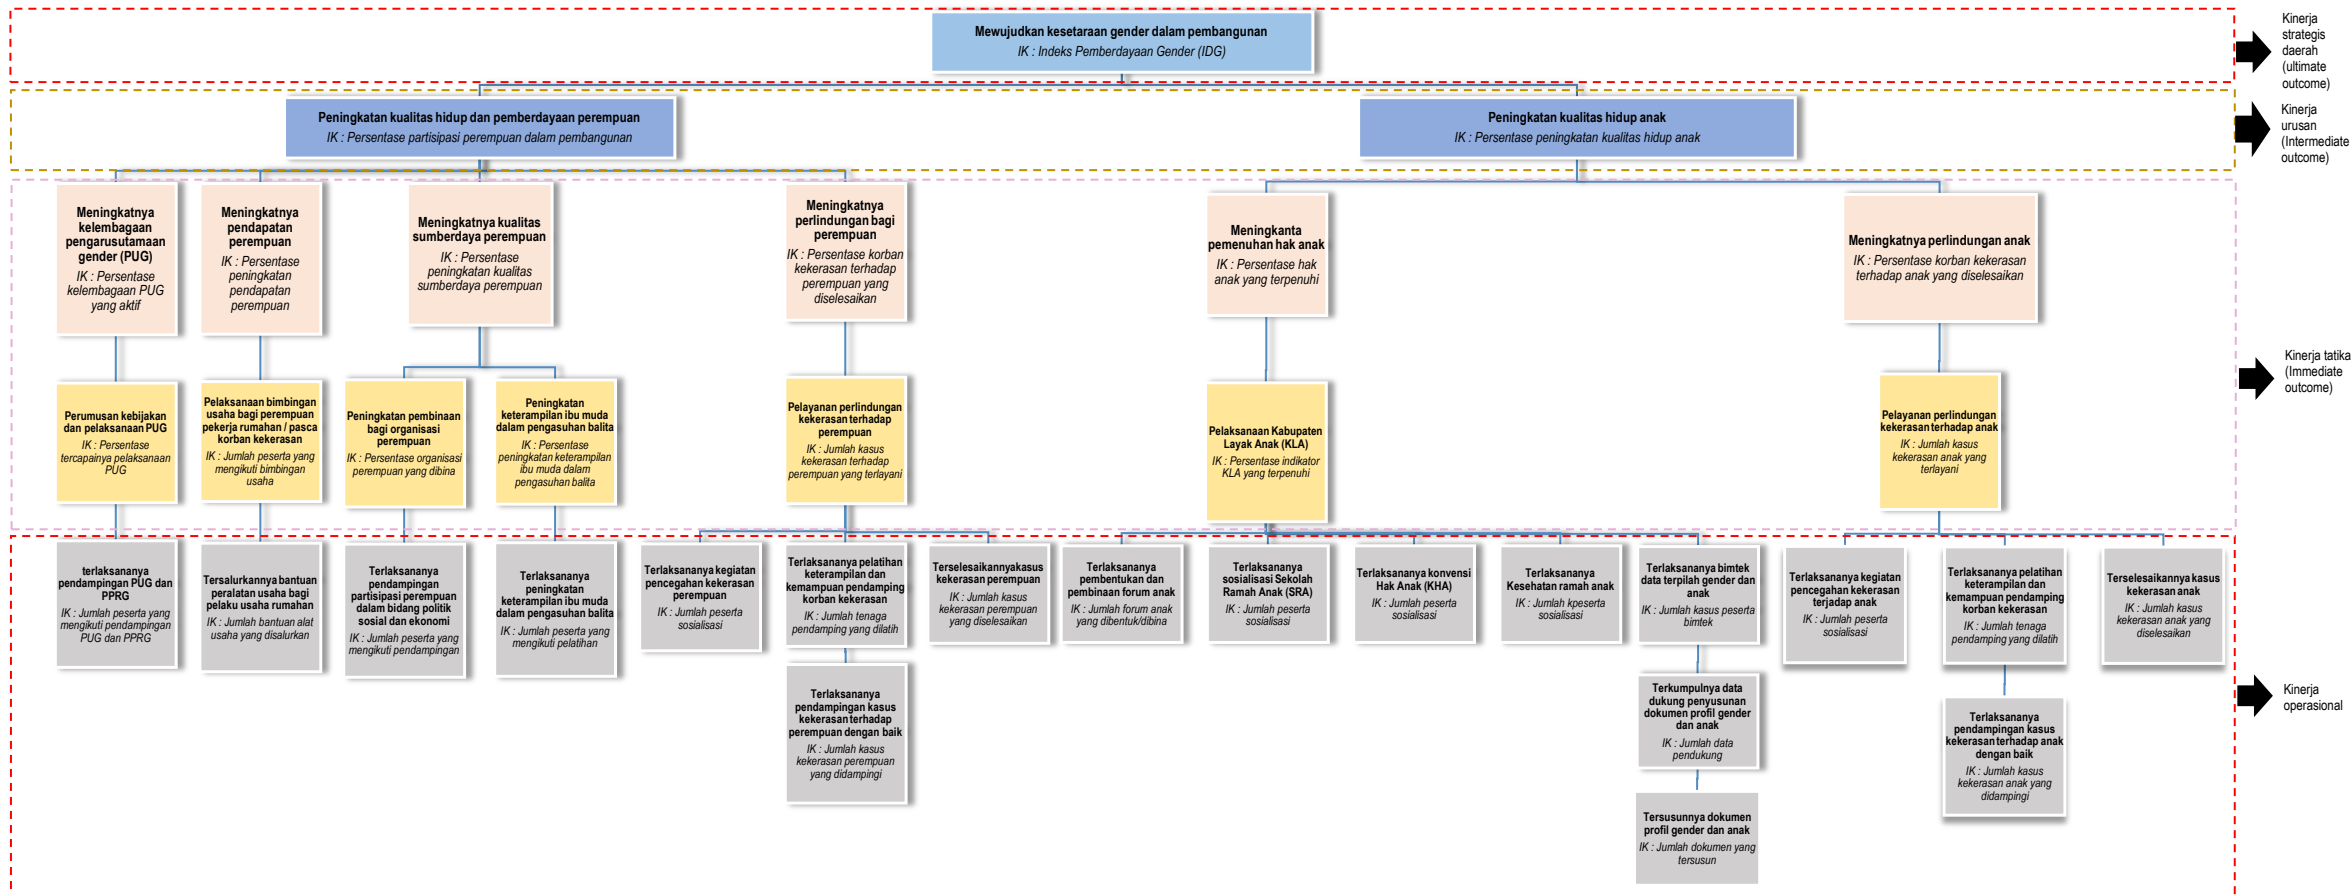 Mewujudkan kesetaraan gender dalam pembangunan
IK : Indeks Pemberdayaan Gender (IDG)
Kinerja
strategis
daerah
(ultimate
outcome)
Peningkatan kualitas hidup dan pemberdayaan perempuan
IK : Persentase partisipasi perempuan dalam pembangunan
Peningkatan kualitas hidup anak
IK : Persentase peningkatan kualitas hidup anak
Kinerja
urusan
(Intermediate
outcome)
Meningkatnya
kelembagaan
pengarusutamaan
gender (PUG)
IK : Persentase
kelembagaan PUG
yang aktif
Meningkatnya
pendapatan
perempuan
IK : Persentase
peningkatan
pendapatan
perempuan
Meningkatnya kualitas
sumberdaya perempuan
IK : Persentase
peningkatan kualitas
sumberdaya perempuan
Meningkatnya
perlindungan bagi
perempuan
IK : Persentase korban
kekerasan terhadap
perempuan yang
diselesaikan
Meningkanta
pemenuhan hak anak
IK : Persentase hak
anak yang terpenuhi
Meningkatnya perlindungan anak
IK : Persentase korban kekerasan
terhadap anak yang diselesaikan
Perumusan kebijakan
dan pelaksanaan PUG
IK : Persentase
tercapainya pelaksanaan
PUG
Pelaksanaan bimbingan
usaha bagi perempuan
pekerja rumahan / pasca
korban kekerasan
IK : Jumlah peserta yang
mengikuti bimbingan
usaha
Peningkatan pembinaan
bagi organisasi
perempuan
IK : Persentase organisasi
perempuan yang dibina
Peningkatan
keterampilan ibu muda
dalam pengasuhan balita
IK : Persentase
peningkatan keterampilan
ibu muda dalam
pengasuhan balita
Pelayanan perlindungan
kekerasan terhadap
perempuan
IK : Jumlah kasus
kekerasan terhadap
perempuan yang terlayani
Pelaksanaan Kabupaten
Layak Anak (KLA)
IK : Persentase indikator
KLA yang terpenuhi
Pelayanan perlindungan
kekerasan terhadap anak
IK : Jumlah kasus
kekerasan anak yang
terlayani
Kinerja tatika
(Immediate
outcome)
terlaksananya
pendampingan PUG dan
PPRG
IK : Jumlah peserta yang
mengikuti pendampingan
PUG dan PPRG
Tersalurkannya bantuan
peralatan usaha bagi
pelaku usaha rumahan
IK : Jumlah bantuan alat
usaha yang disalurkan
Terlaksananya
pendampingan
partisipasi perempuan
dalam bidang politik
sosial dan ekonomi
IK : Jumlah peserta yang
mengikuti pendampingan
Terlaksananya
peningkatan
keterampilan ibu muda
dalam pengasuhan balita
IK : Jumlah peserta yang
mengikuti pelatihan
Terlaksananya kegiatan
pencegahan kekerasan
perempuan
IK : Jumlah peserta
sosialisasi
Terlaksananya pelatihan
keterampilan dan
kemampuan pendamping
korban kekerasan
IK : Jumlah tenaga
pendamping yang dilatih
Terselesaikannyakasus
kekerasan perempuan
IK : Jumlah kasus
kekerasan perempuan
yang diselesaikan
Terlaksananya
pembentukan dan
pembinaan forum anak
IK : Jumlah forum anak
yang dibentuk/dibina
Terlaksananya
sosialisasi Sekolah
Ramah Anak (SRA)
IK : Jumlah peserta
sosialisasi
Terlaksananya konvensi
Hak Anak (KHA)
IK : Jumlah peserta
sosialisasi
Terlaksananya
Kesehatan ramah anak
IK : Jumlah kpeserta
sosialisasi
Terlaksananya bimtek
data terpilah gender dan
anak
IK : Jumlah kasus peserta
bimtek
Terlaksananya kegiatan
pencegahan kekerasan
terjadap anak
IK : Jumlah peserta
sosialisasi
Terlaksananya pelatihan
keterampilan dan
kemampuan pendamping
korban kekerasan
IK : Jumlah tenaga
pendamping yang dilatih
Terselesaikannya kasus
kekerasan anak
IK : Jumlah kasus
kekerasan anak yang
diselesaikan
Terlaksananya
pendampingan kasus
kekerasan terhadap
perempuan dengan baik
IK : Jumlah kasus
kekerasan perempuan
yang didampingi
Terkumpulnya data
dukung penyusunan
dokumen profil gender
dan anak
IK : Jumlah data
pendukung
Terlaksananya
pendampingan kasus
kekerasan terhadap anak
dengan baik
IK : Jumlah kasus
kekerasan anak yang
didampingi
Kinerja
operasional
Tersusunnya dokumen
profil gender dan anak
IK : Jumlah dokumen yang
tersusun